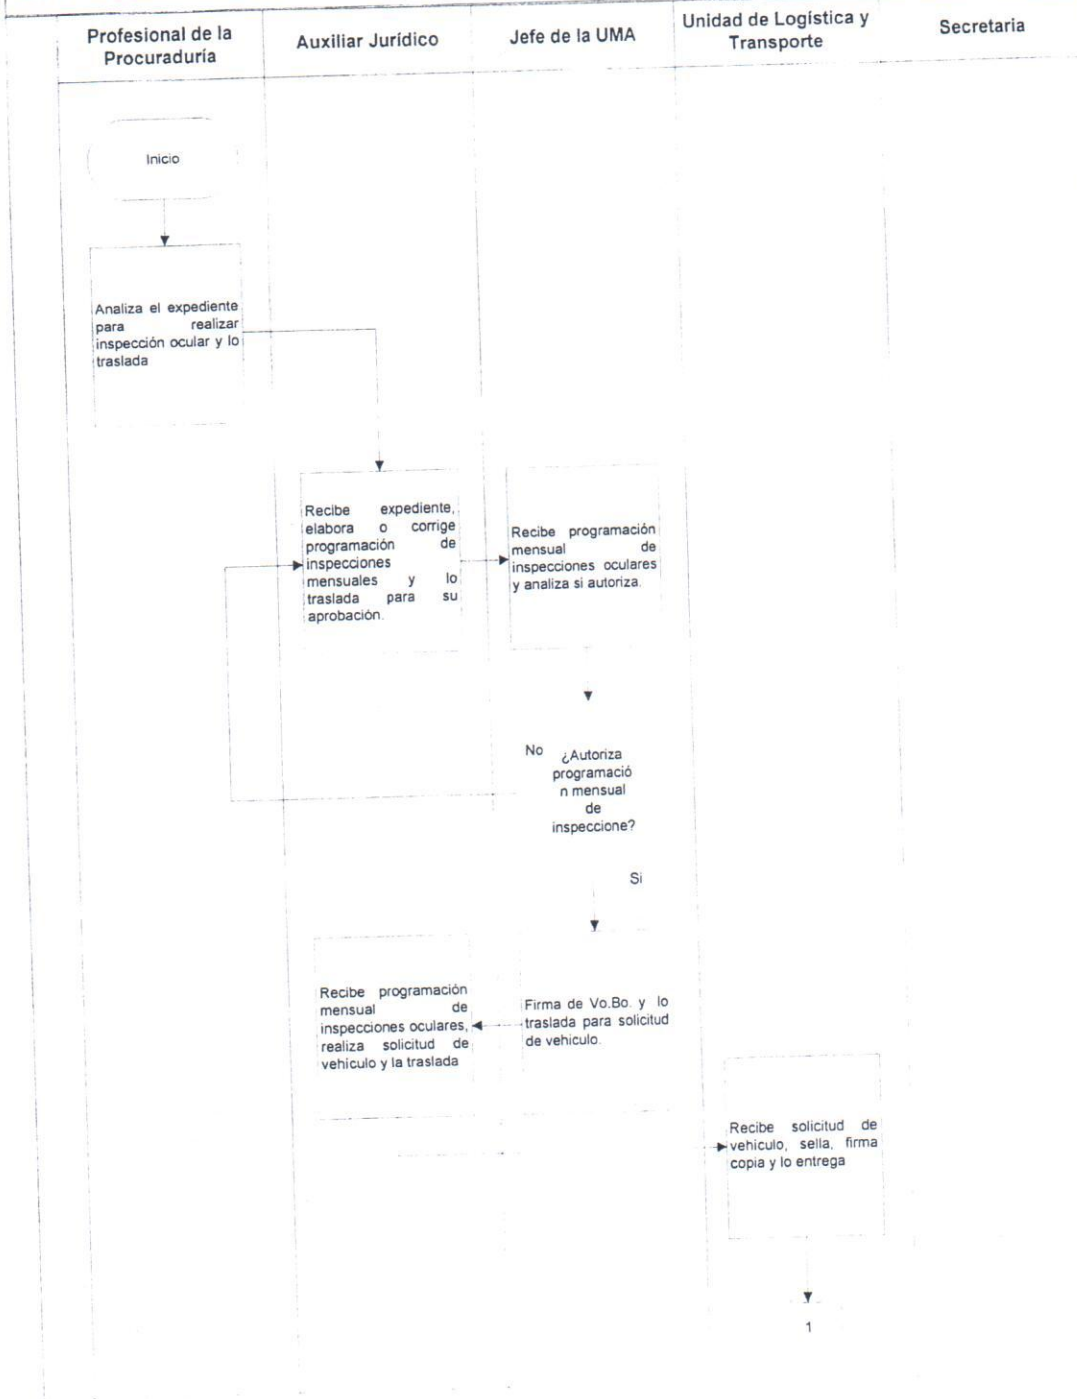 Profesional de la
Procuraduría
Auxiliar Jurídico
Jefe de la UMA
Unidad de Logística y
Transporte
Secretaria
Inicio
Analiza el expediente
para realizar
inspección ocular y lo
traslada
Recibe expediente,
elabora o corrige
programación de
inspecciones
mensuales y lo
traslada para su
aprobación.
Recibe programación
mensual de
inspecciones oculares
y analiza si autoriza.
No
¿Autoriza
programació
n mensual
de
inspeccione?
Si
Recibe programación
mensual de
inspecciones oculares,
realiza solicitud de
vehiculo y la traslada
Firma de Vo.Bo. y lo
traslada para solicitud
de vehiculo.
Recibe solicitud de
vehiculo, sella, firma
copia y lo entrega
1